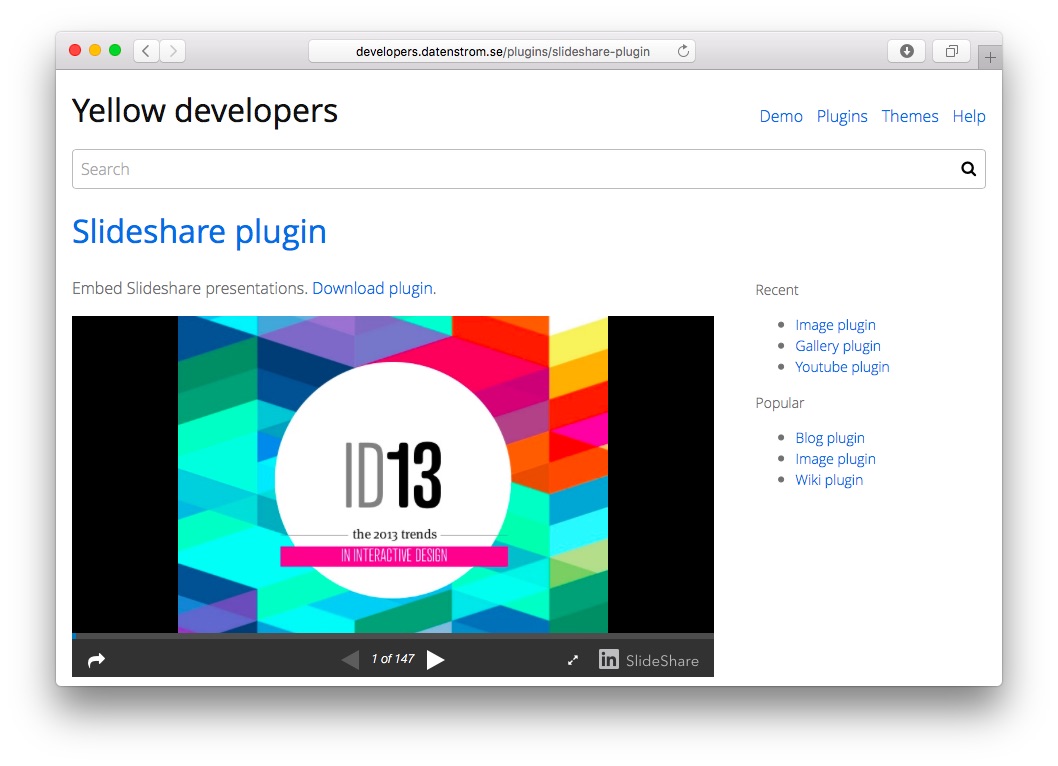 developers.datenstrom.se/plugins/slideshare-plugin
Yellow developers
Demo Plugins Themes Help
Search
Slideshare plugin
Embed Slideshare presentations. Download plugin.
ID13
the 2013 trends
IN INTERACTIVE DESIGN
1 of 147
in SlideShare
Recent
Image plugin
Gallery plugin
Youtube plugin
Popular
Blog plugin
Image plugin
Wiki plugin